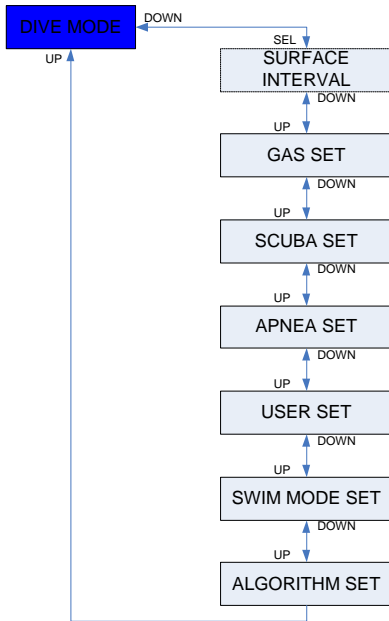 DIVE MODE
DOWN
UP
SEL
SURFACE
INTERVAL
DOWN
UP
GAS SET
DOWN
UP
SCUBA SET
DOWN
UP
APNEA SET
DOWN
UP
USER SET
DOWN
UP
SWIM MODE SET
DOWN
UP
ALGORITHM SET